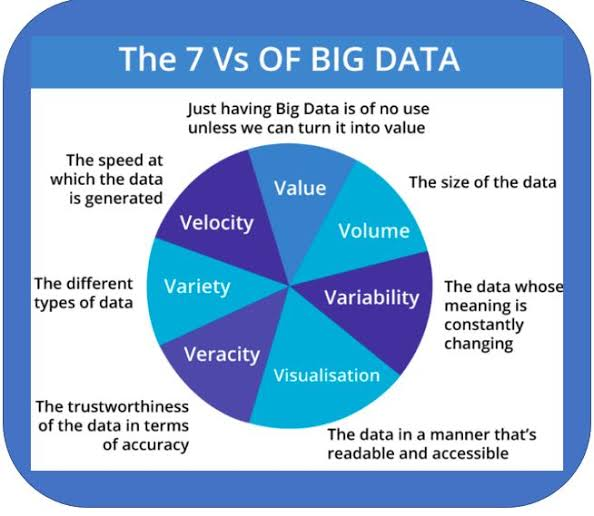 The 7 Vs OF BIG DATA
Just having Big Data is of no use
unless we can turn it into value
The speed at
which the data
is generated
Value
The size of the data
Velocity
Volume
The different
types of data
Variety
Variability
The data whose
meaning is
constantly
changing
Veracity
Visualisation
The trustworthiness
of the data in terms
of accuracy
The data in a manner that's
readable and accessible